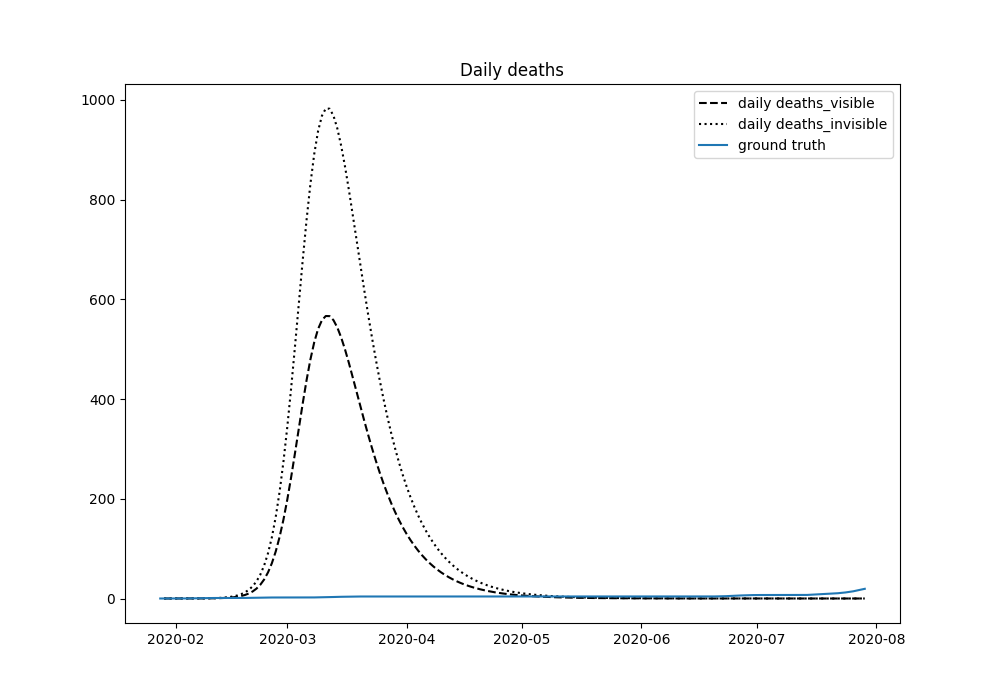 Daily deaths
1000
800
600
400
200
0
daily deaths_visible
daily deaths_invisible
ground truth
2020-02 2020-03 2020-04 2020-05 2020-06 2020-07 2020-08